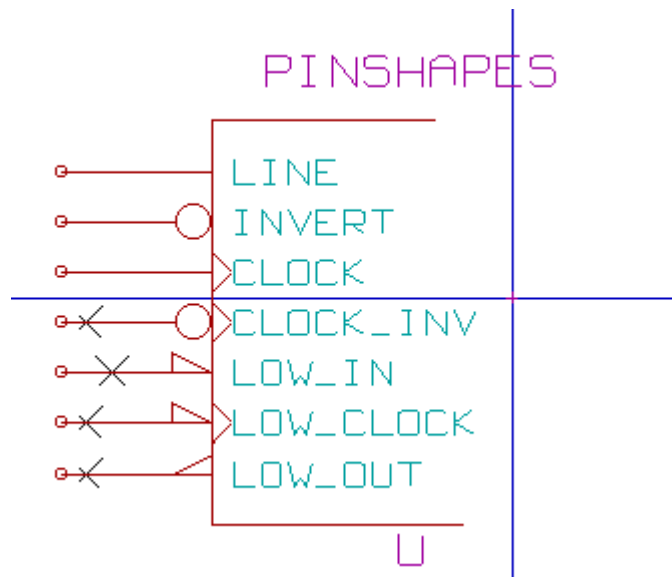 PINSHAPES
LINE
INVERT
CLOCK
CLOCK_INV
LOW_IN
LOW_CLOCK
LOW_OUT
U